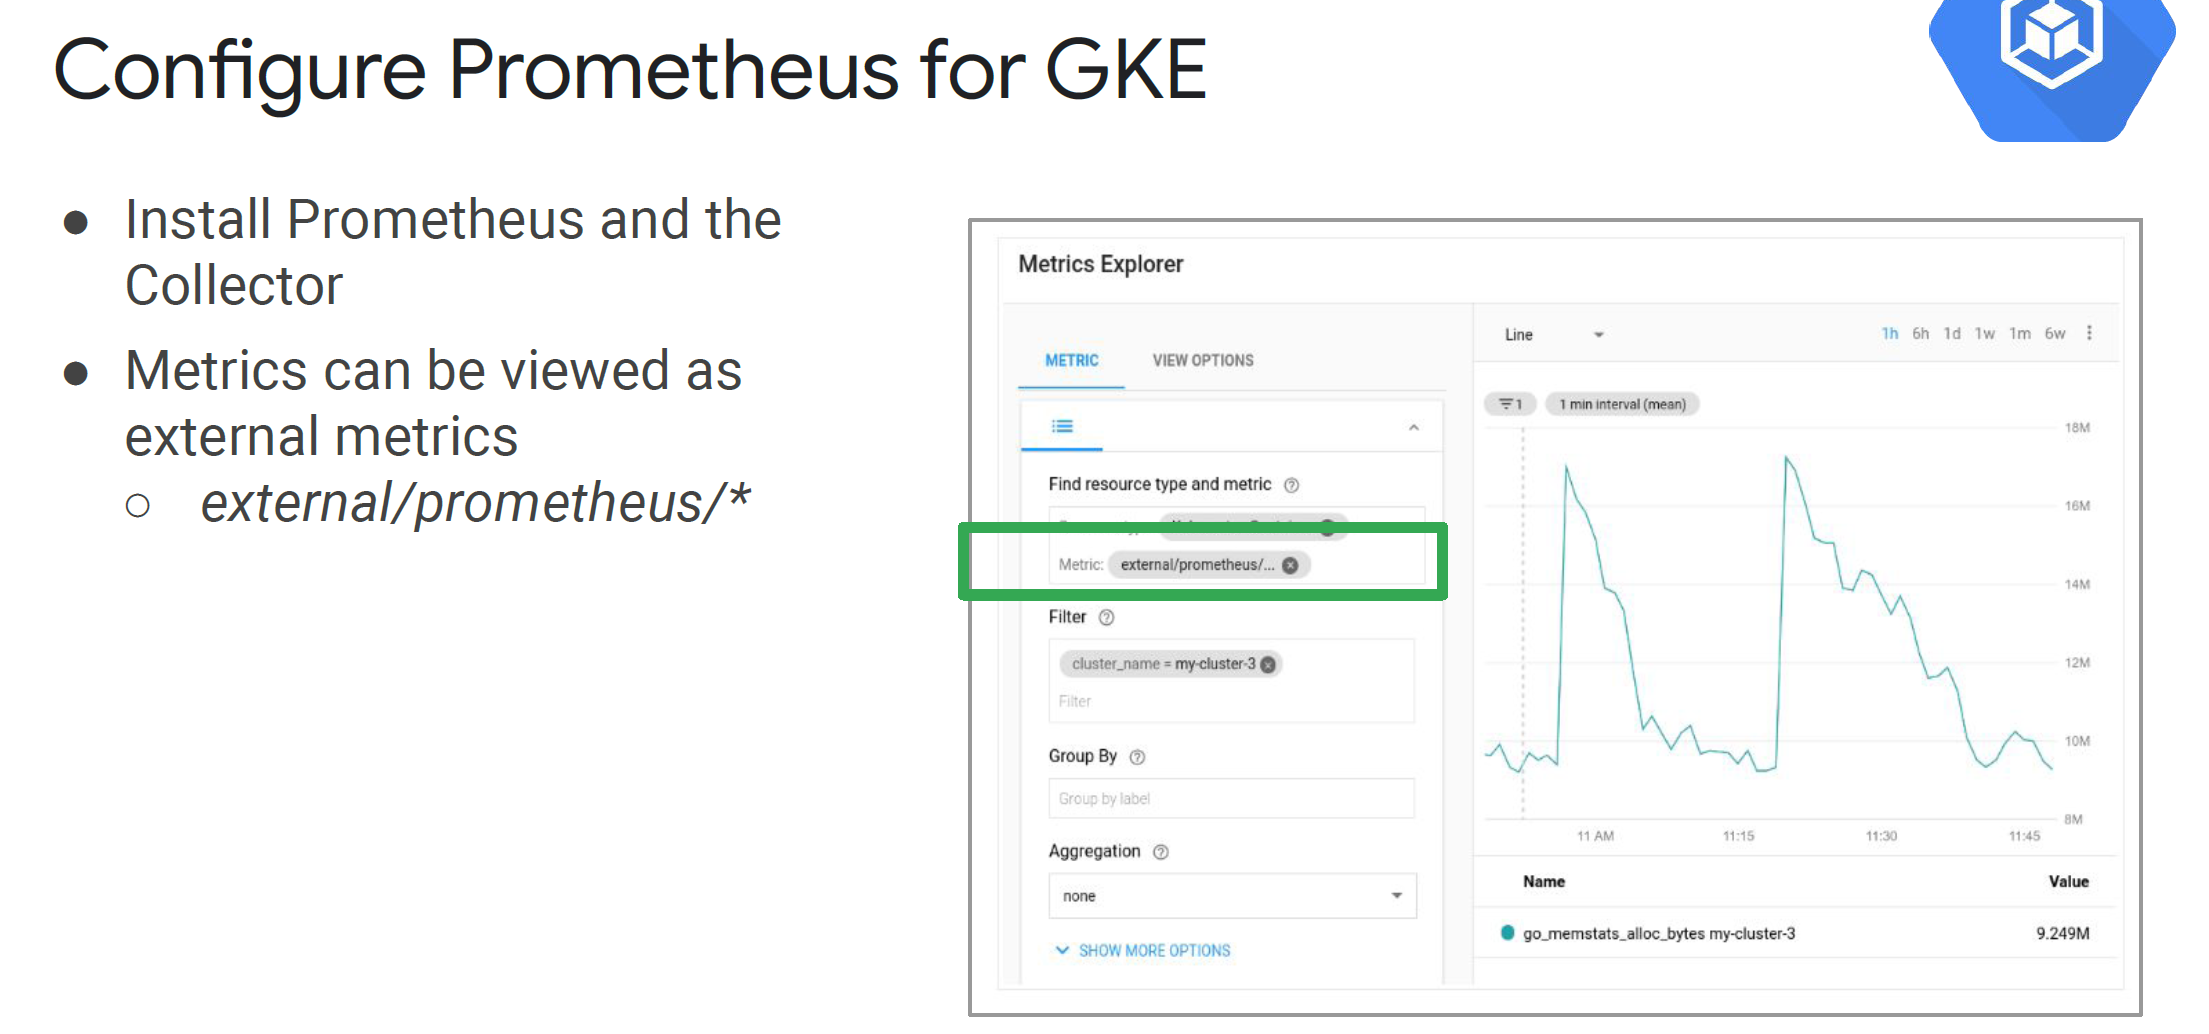 Configure Prometheus for GKE
● Install Prometheus and the
Collector
● Metrics can be viewed as
external metrics
○ external/prometheus/*
Metrics Explorer
METRIC VIEW OPTIONS
Find resource type and metric
Metric: external/prometheus/...
Filter
cluster_name = my-cluster-3
Filter
Group By
Group by label
Aggregation
none
SHOW MORE OPTIONS
Line 1h 6h 1d 1w 1m 6w
1 1 min interval (mean)
18M
16M
14M
12M
10M
8M
11 AM 11:15 11:30 11:45
Name Value
go_memstats_alloc_bytes my-cluster-3 9.249M